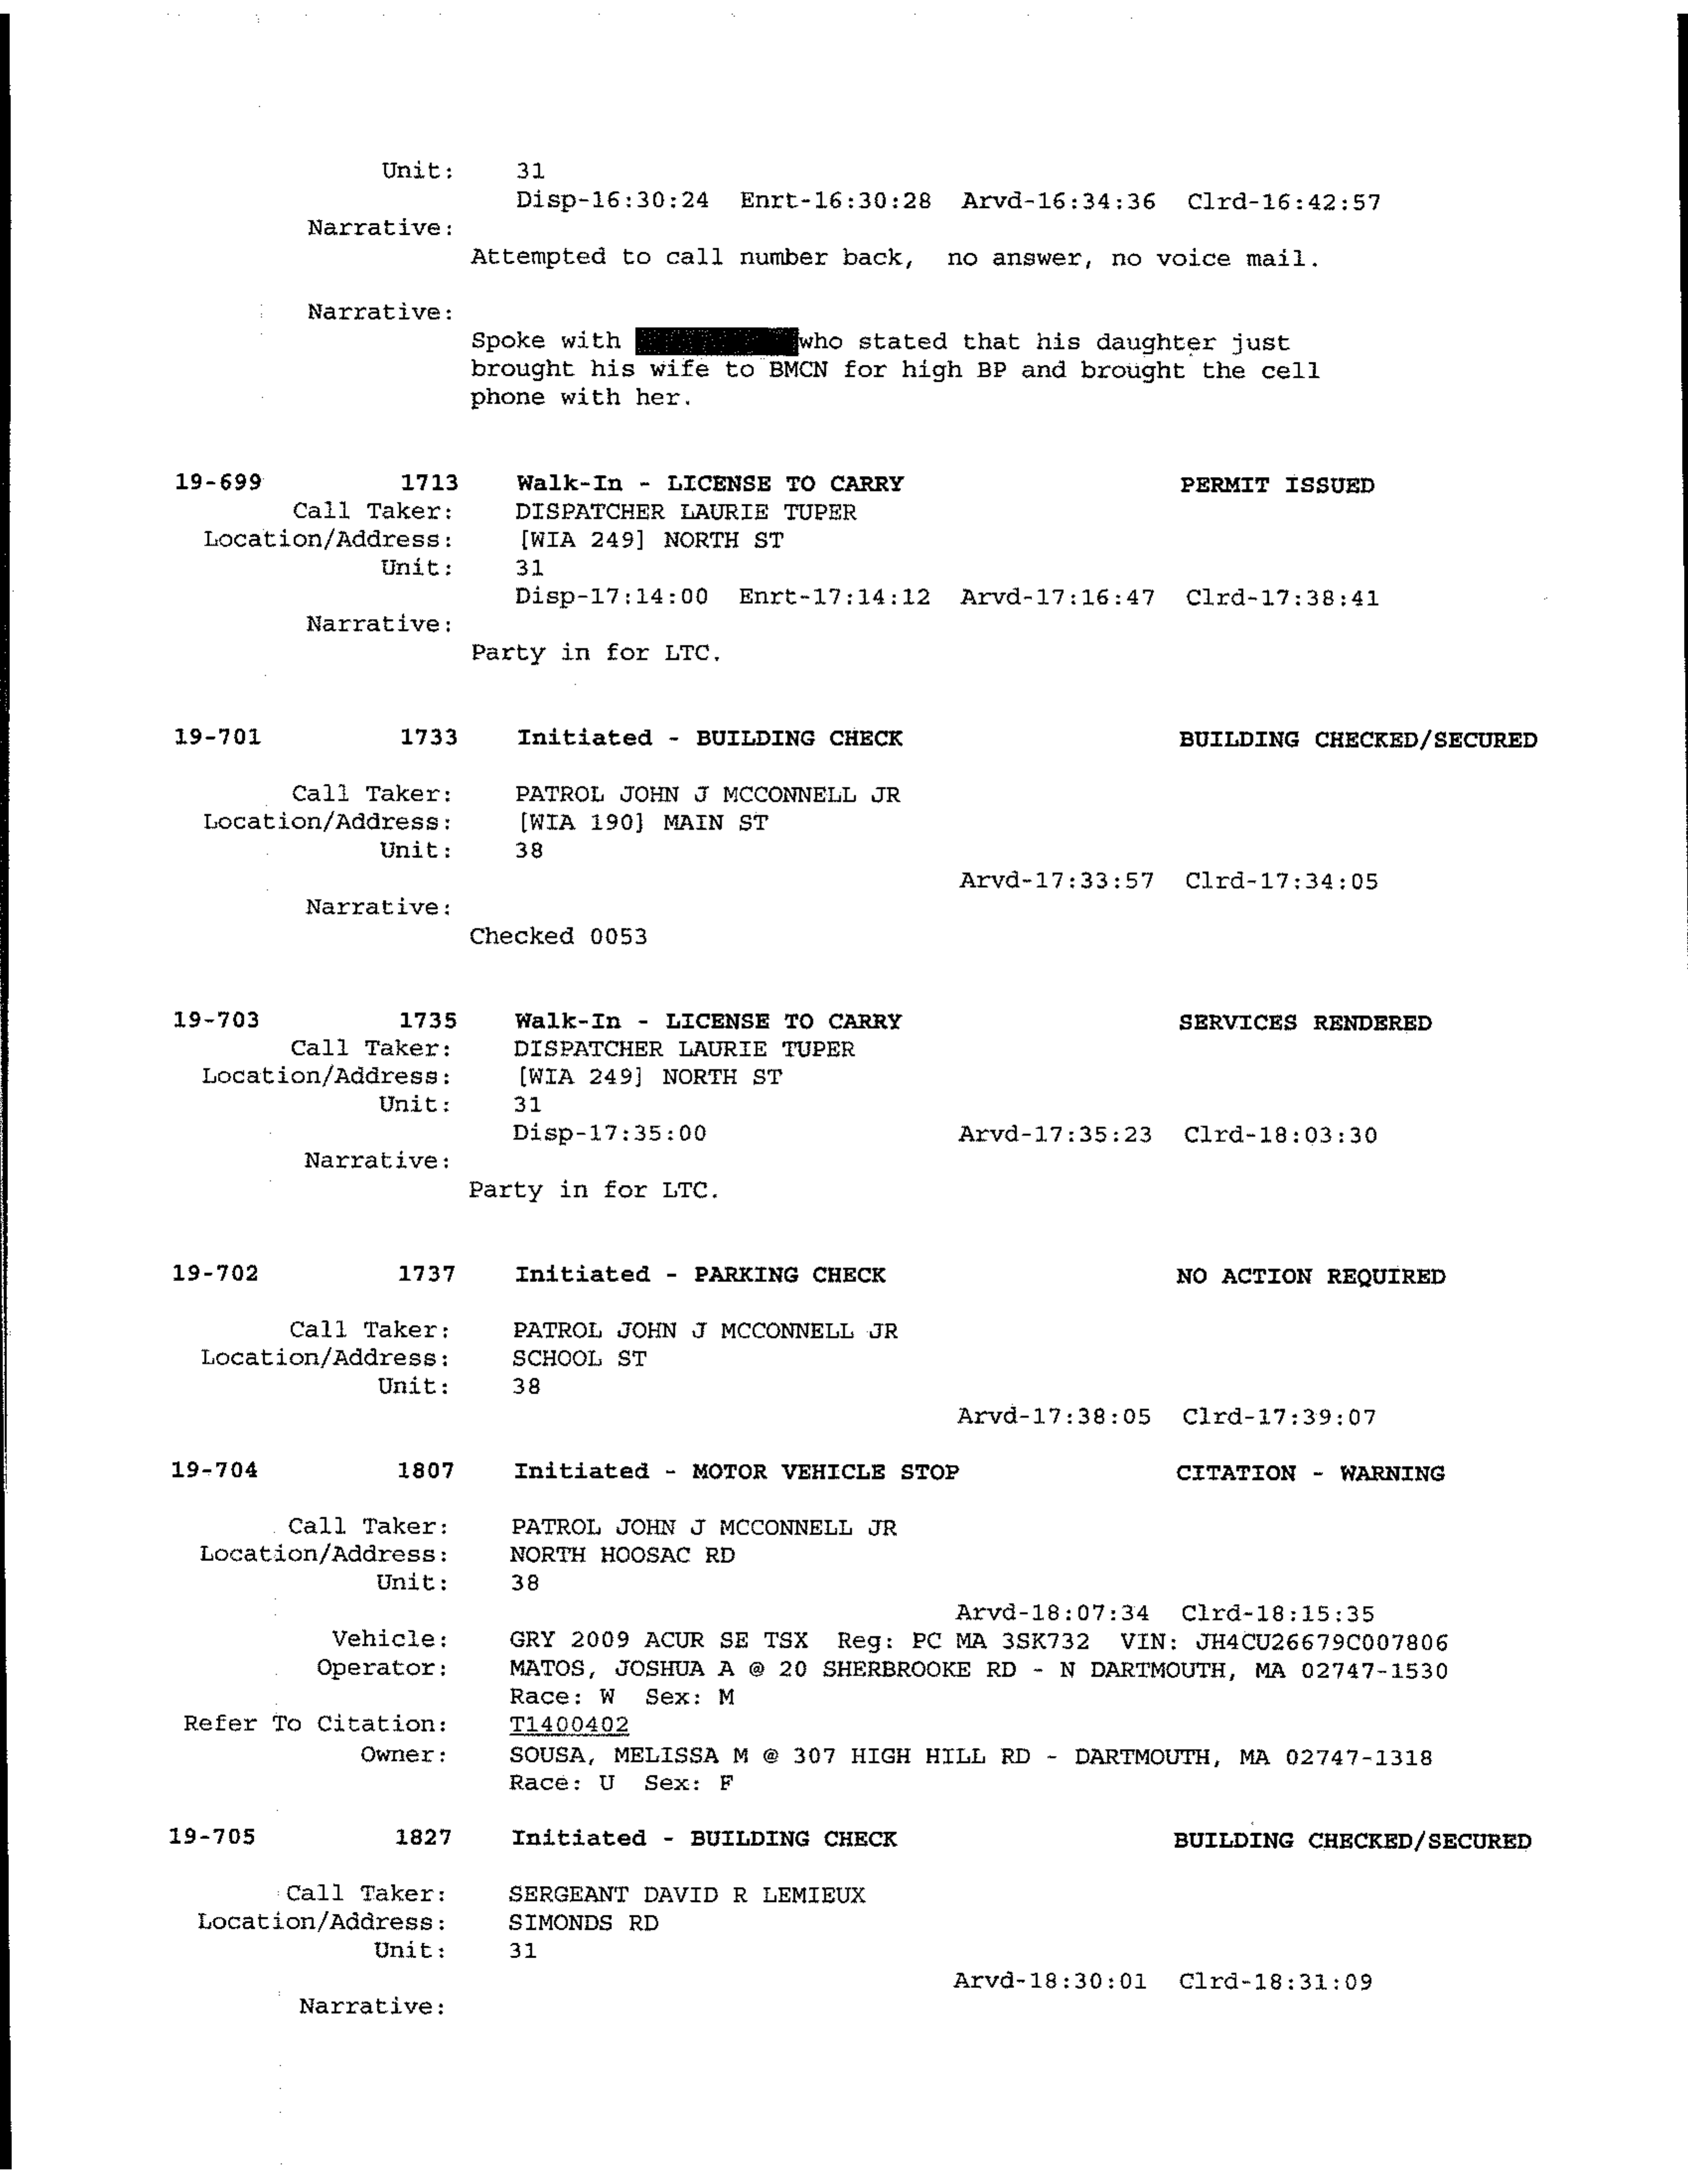 Unit: 31
Disp-16:30:24 Enrt-16:30:28 Arvd-16:34:36 Clrd-16:42:57
Narrative:
Attempted to call number back, no answer, no voice mail.
Narrative:
Spoke with who stated that his daughter just
brought his wife to BMCN for high BP and brought the cell
phone with her.
19-699 1713 Walk-In - LICENSE TO CARRY PERMIT ISSUED
Call Taker: DISPATCHER LAURIE TUPER
Location/Address: [WIA 249] NORTH ST
Unit: 31
Disp-17:14:00 Enrt-17:14:12 Arvd-17:16:47 Clrd-17:38:41
Narrative:
Party in for LTC.
19-701 1733 Initiated - BUILDING CHECK BUILDING CHECKED/SECURED
Call Taker: PATROL JOHN J MCCONNELL JR
Location/Address: [WIA 190] MAIN ST
Unit: 38
Arvd-17:33:57 Clrd-17:34:05
Narrative:
Checked 0053
19-703 1735 Walk-In - LICENSE TO CARRY SERVICES RENDERED
Call Taker: DISPATCHER LAURIE TUPER
Location/Address: [WIA 249] NORTH ST
Unit: 31
Disp-17:35:00 Arvd-17:35:23 Clrd-18:03:30
Narrative:
Party in for LTC.
19-702 1737 Initiated - PARKING CHECK NO ACTION REQUIRED
Call Taker: PATROL JOHN J MCCONNELL JR
Location/Address: SCHOOL ST
Unit: 38
Arvd-17:38:05 Clrd-17:39:07
19-704 1807 Initiated - MOTOR VEHICLE STOP CITATION - WARNING
Call Taker: PATROL JOHN J MCCONNELL JR
Location/Address: NORTH HOOSAC RD
Unit: 38
Arvd-18:07:34 Clrd-18:15:35
Vehicle: GRY 2009 ACUR SE TSX Reg: PC MA 3SK732 VIN: JH4CU26679C007806
Operator: MATOS, JOSHUA A @ 20 SHERBROOKE RD - N DARTMOUTH, MA 02747-1530
Race: W Sex: M
Refer To Citation: T1400402
Owner: SOUSA, MELISSA M @ 307 HIGH HILL RD - DARTMOUTH, MA 02747-1318
Race: U Sex: F
19-705 1827 Initiated - BUILDING CHECK BUILDING CHECKED/SECURED
Call Taker: SERGEANT DAVID R LEMIEUX
Location/Address: SIMONDS RD
Unit: 31
Arvd-18:30:01 Clrd-18:31:09
Narrative: